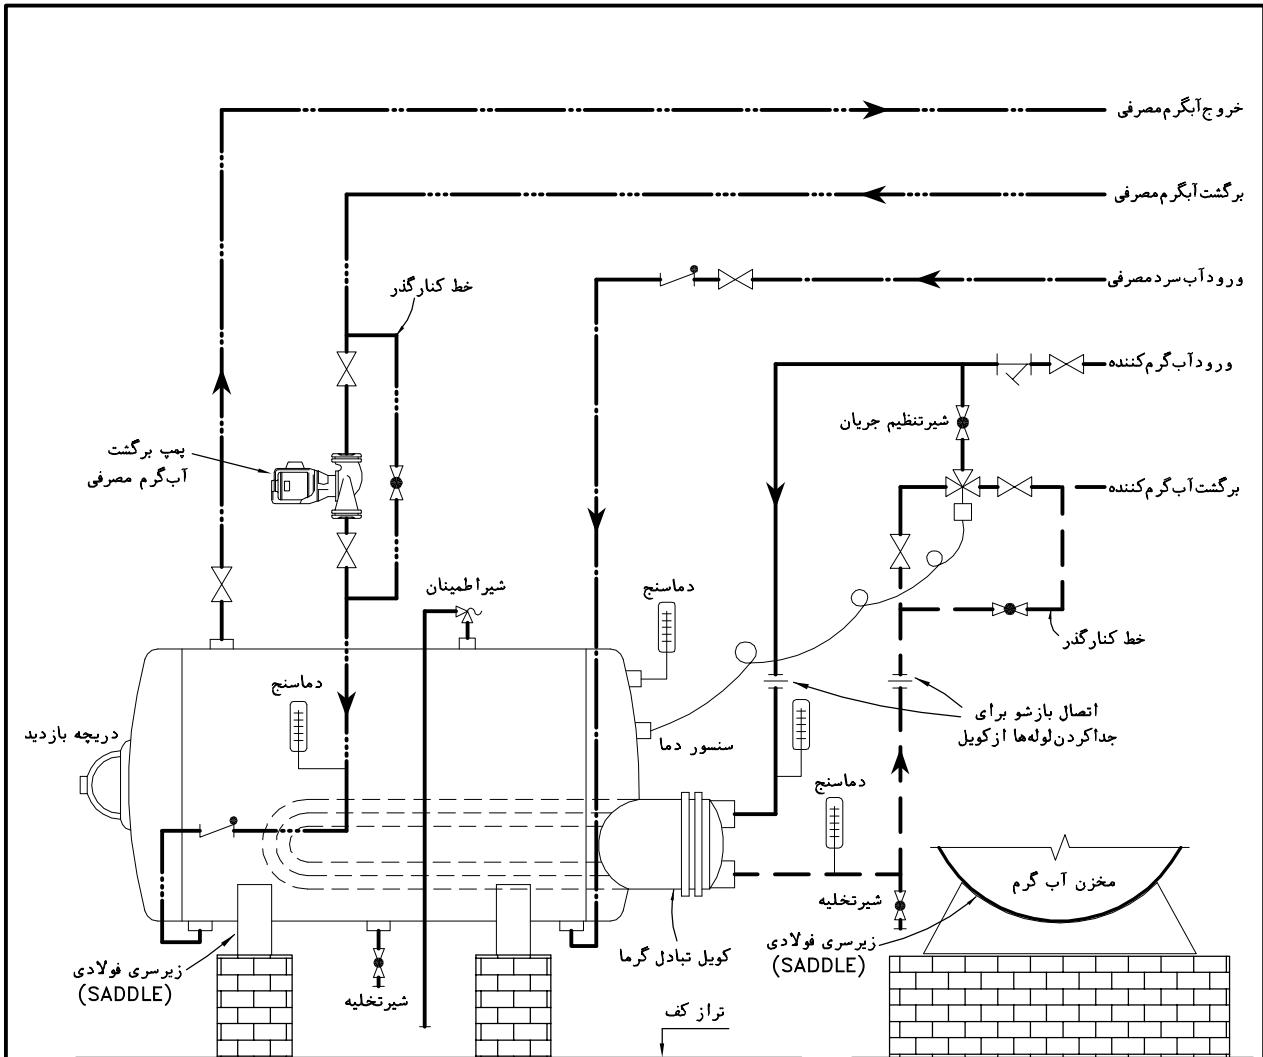 خروج آبگرم مصرفی
برگشت آبگرم مصرفی
ورود آب سرد مصرفی
خط کنارگذر
ورود آب گرم کننده
شیر تنظیم جریان
پمپ برگشت
آب گرم مصرفی
برگشت آب گرم کننده
شیر اطمینان
دماسنج
خط کنارگذر
دماسنج
اتصال بازشو برای
جداکردن لوله‌ها از کویل
دریچه بازدید
سنسور دما
دماسنج
مخزن آب گرم
شیر تخلیه
زیرسری فولادی
(SADDLE)
کویل تبادل گرما
زیرسری فولادی
(SADDLE)
شیر تخلیه
تراز کف